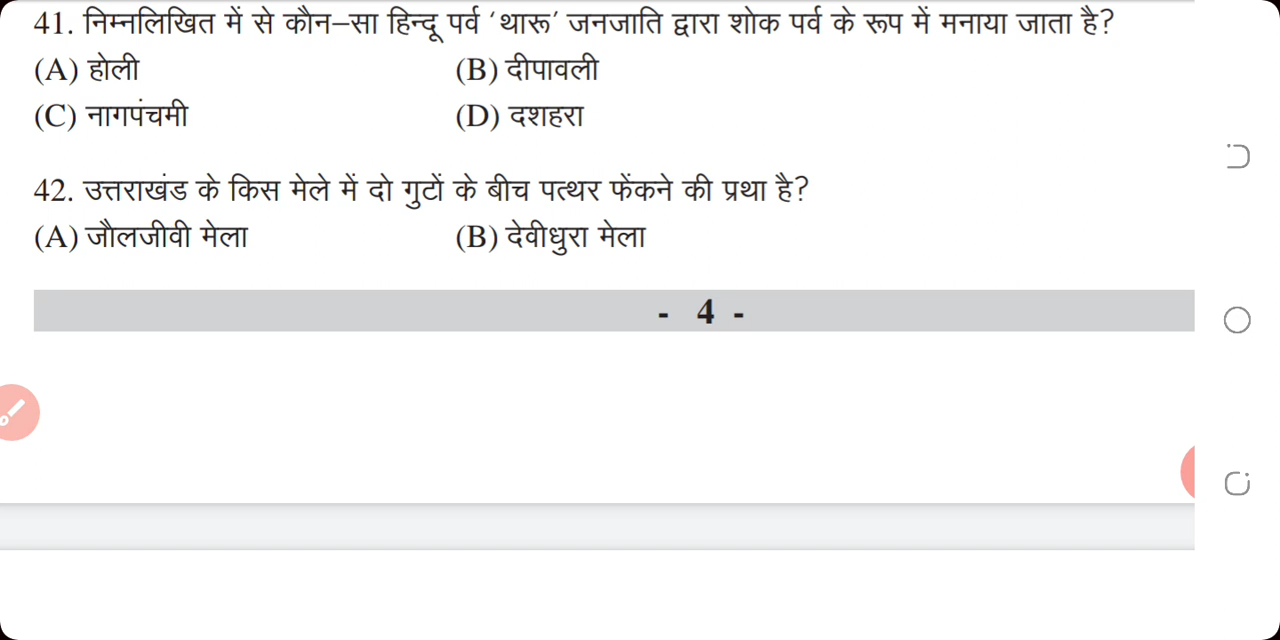 41. निम्नलिखित में से कौन–सा हिन्दू पर्व ‘थारू’ जनजाति द्वारा शोक पर्व के रूप में मनाया जाता है?
(A) होली (B) दीपावली
(C) नागपंचमी (D) दशहरा
42. उत्तराखंड के किस मेले में दो गुटों के बीच पत्थर फेंकने की प्रथा है?
(A) जौलजीवी मेला (B) देवीधुरा मेला
- 4 -